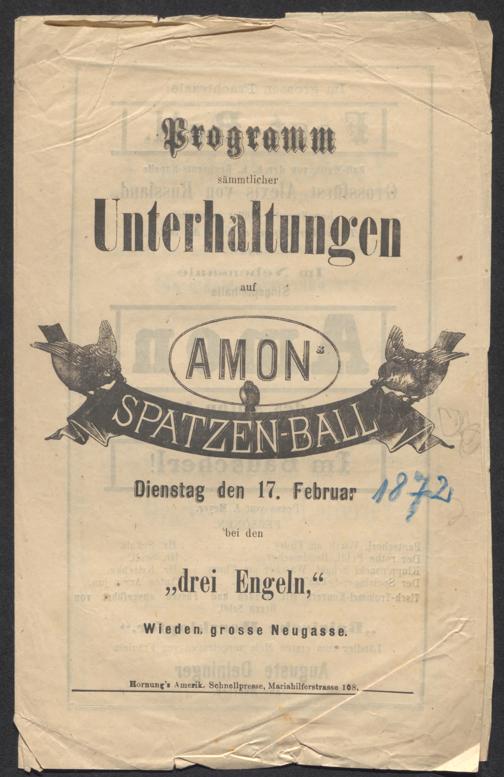 Programm
sämmtlicher
Unterhaltungen
auf
AMON's
SPATZEN-BALL
Dienstag den 17. Februar 1872
bei den
„drei Engeln,“
Wieden, grosse Neugasse.
Hornung's Amerik. Schnellpresse, Mariahilferstrasse 108.